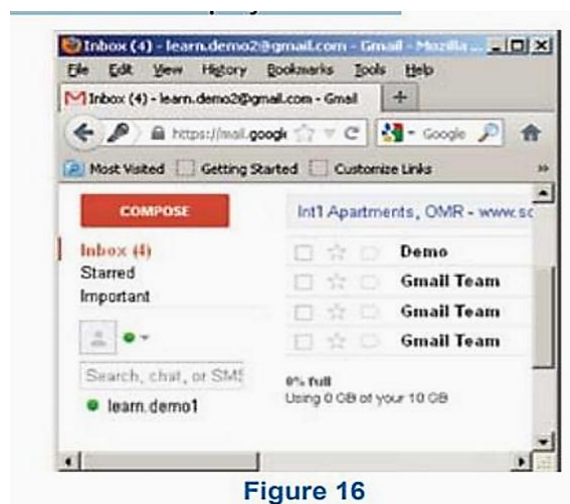 Inbox (4) - learn.demo2@gmail.com - Gmail - Mozilla ...
File Edit View History Bookmarks Tools Help
Inbox (4) - learn.demo2@gmail.com - Gmail +
https://mail.google Google
Most Visited Getting Started Customize Links »
COMPOSE
Int'l Apartments, OMR - www.sc
Inbox (4)
Starred
Important
Demo
Gmail Team
Gmail Team
Gmail Team
Search, chat, or SMS
learn.demo1
0% full
Using 0 GB of your 10 GB
Figure 16